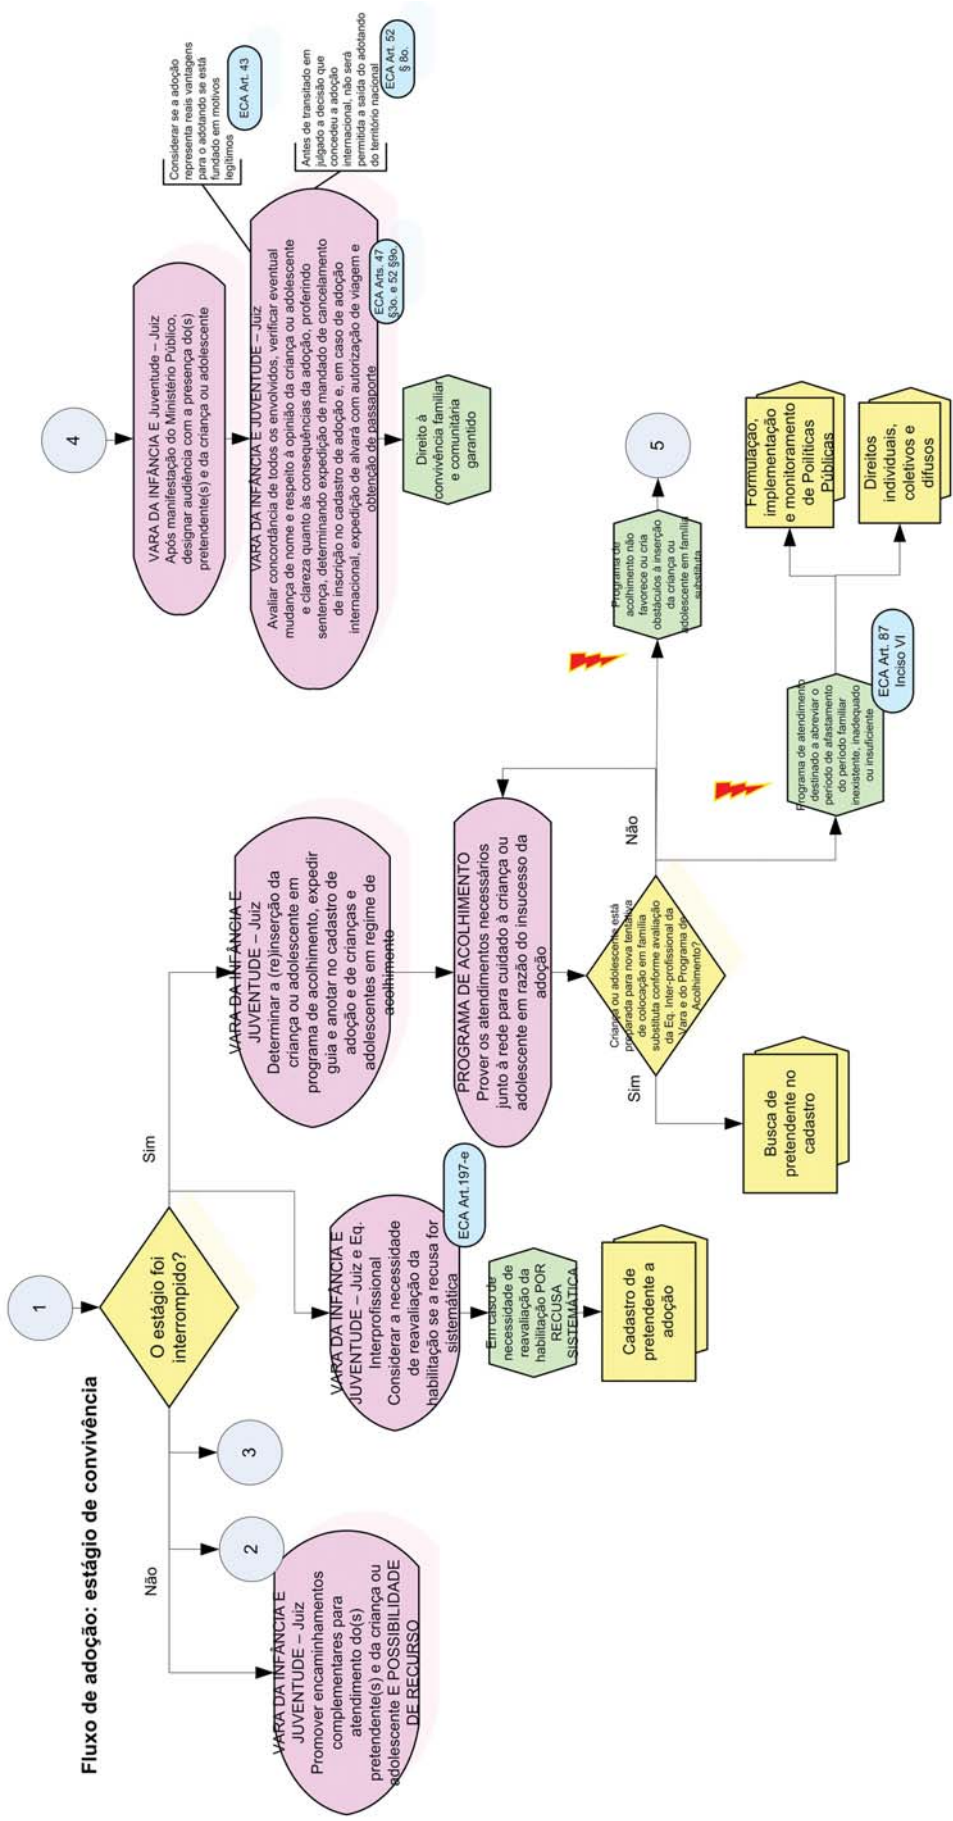 Fluxo de adoção: estágio de convivência
1
O estágio foi
interrompido?
Não
Sim
2
3
VARA DA INFÂNCIA E
JUVENTUDE – Juiz
Promover encaminhamentos
complementares para
atendimento do(s)
pretendente(s) e da criança ou
adolescente E POSSIBILIDADE
DE RECURSO
VARA DA INFÂNCIA E
JUVENTUDE – Juiz e Eq.
Interprofissional
Considerar a necessidade
de reavaliação da
habilitação se a recusa for
sistemática
ECA Art.197-e
Em caso de
necessidade de
reavaliação da
habilitação POR
RECUSA
SISTEMÁTICA
Cadastro de
pretendente a
adoção
VARA DA INFÂNCIA E
JUVENTUDE – Juiz
Determinar a (re)inserção da
criança ou adolescente em
programa de acolhimento, expedir
guia e anotar no cadastro de
adoção e de crianças e
adolescentes em regime de
acolhimento
PROGRAMA DE ACOLHIMENTO
Prover os atendimentos necessários
junto à rede para cuidado à criança ou
adolescente em razão do insucesso da
adoção
Criança ou adolescente está
preparada para nova tentativa
de colocação em família
substituta conforme avaliação
da Eq. Inter-profissional da
Vara e do Programa de
Acolhimento?
Sim
Não
Busca de
pretendente no
cadastro
Programa de
acolhimento não
favorece ou cria
obstáculos à inserção
da criança ou
adolescente em família
substituta
5
Programa de atendimento
destinado a abreviar o
período de afastamento
do período familiar
inexistente, inadequado
ou insuficiente
ECA Art. 87
Inciso VI
Formulação,
implementação
e monitoramento
de Políticas
Públicas
Direitos
individuais,
coletivos e
difusos
4
VARA DA INFÂNCIA E Juventude – Juiz
Após manifestação do Ministério Público,
designar audiência com a presença do(s)
pretendente(s) e da criança ou adolescente
VARA DA INFÂNCIA E JUVENTUDE – Juiz
Avaliar concordância de todos os envolvidos, verificar eventual
mudança de nome e respeito à opinião da criança ou adolescente
e clareza quanto às consequências da adoção, proferindo
sentença, determinando expedição de mandado de cancelamento
de inscrição no cadastro de adoção e, em caso de adoção
internacional, expedição de alvará com autorização de viagem e
obtenção de passaporte
ECA Arts. 47
§3o. e 52 §9o.
Direito à
convivência familiar
e comunitária
garantido
Considerar se a adoção
representa reais vantagens
para o adotando se está
fundado em motivos
legítimos
ECA Art. 43
Antes de transitado em
julgado a decisão que
concedeu a adoção
internacional, não será
permitida a saída do adotando
do território nacional
ECA Art. 52
§ 8o.